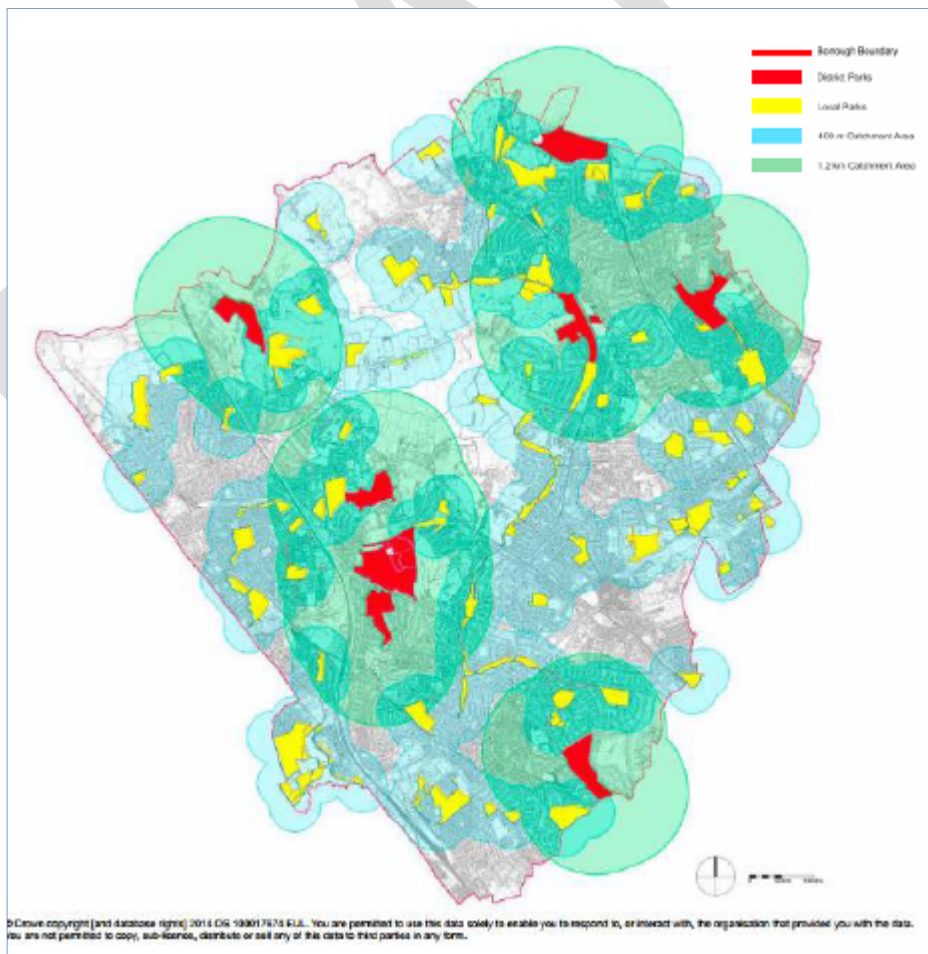 Borough Boundary
District Parks
Local Parks
400 m Catchment Area
1.2km Catchment Area
© Crown copyright [and database rights] 2014 OS 100017674 EUL. You are permitted to use this data solely to enable you to respond to, or interact with, the organisation that provided you with the data.
You are not permitted to copy, sub-licence, distribute or sell any of this data to third parties in any form.